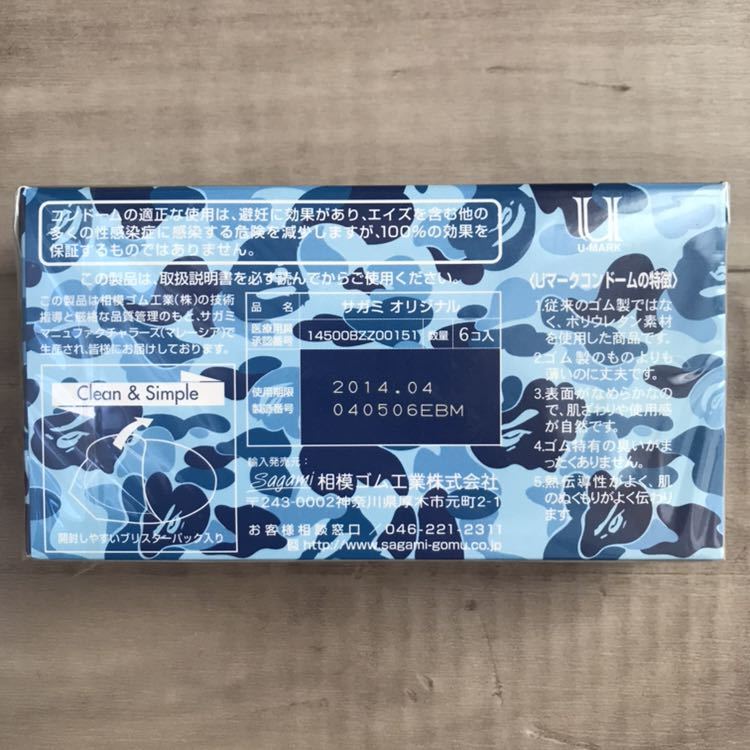 コンドームの適正な使用は、避妊に効果があり、エイズを含む他の
多くの性感染症に感染する危険を減少しますが、100%の効果を
保証するものではありません。
この製品は、取扱説明書を必ず読んでからご使用ください。
この製品は相模ゴム工業(株)の技術
指導と厳格な品質管理のもと、サガミ
マニュファクチャラーズ(マレーシア)で
生産され、皆様にお届けしております。
品名 サガミ オリジナル
医療用具
承認番号 14500BZZ00151 数量 6コ入
使用期限 2014.04
製造番号 040506EBM
Clean & Simple
開封しやすいブリスターパック入り
輸入発売元:
Sagami 相模ゴム工業株式会社
〒243-0002神奈川県厚木市元町2-1
お客様相談窓口/046-221-2311
http://www.sagami-gomu.co.jp
U
U-MARK
〈Uマークコンドームの特徴〉
1.従来のゴム製ではな
く、ポリウレタン素材
を使用した商品です。
2.ゴム製のものよりも
薄いのに丈夫です。
3.表面がなめらかなの
で、肌ざわりや使用感
が自然です。
4.ゴム特有の臭いがま
ったくありません。
5.熱伝導性がよく、肌
のぬくもりがよく伝わり
ます。